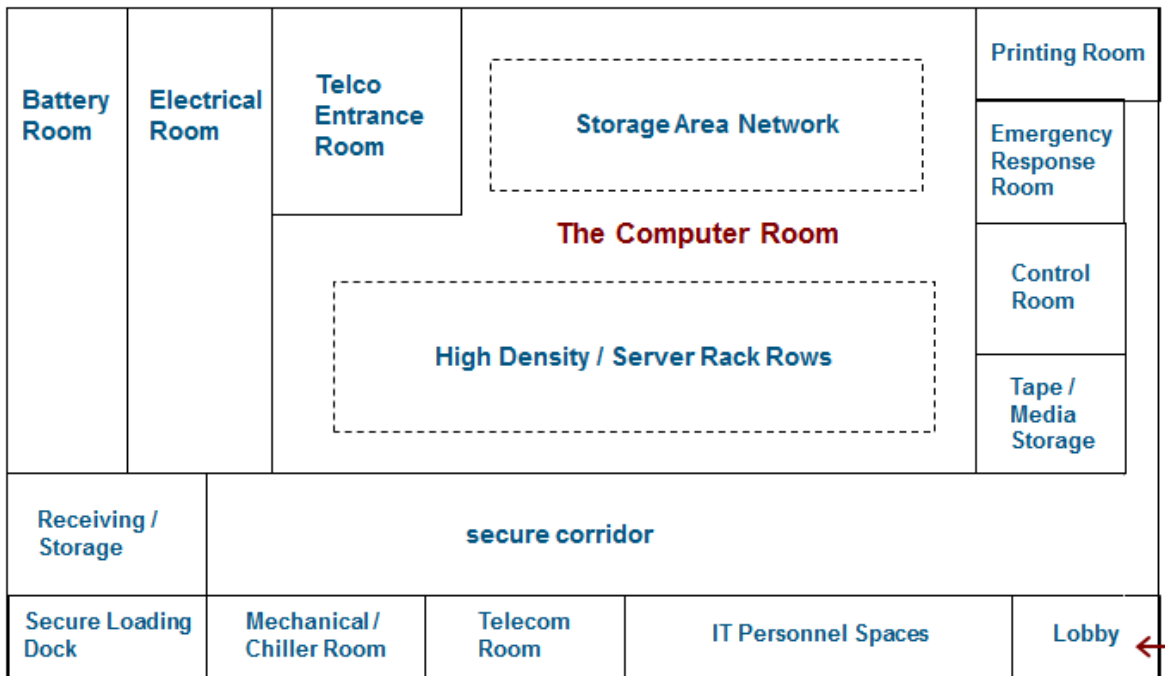 Battery
Room
Electrical
Room
Telco
Entrance
Room
Storage Area Network
Printing Room
Emergency
Response
Room
The Computer Room
Control
Room
High Density / Server Rack Rows
Tape /
Media
Storage
Receiving /
Storage
secure corridor
Secure Loading
Dock
Mechanical /
Chiller Room
Telecom
Room
IT Personnel Spaces
Lobby